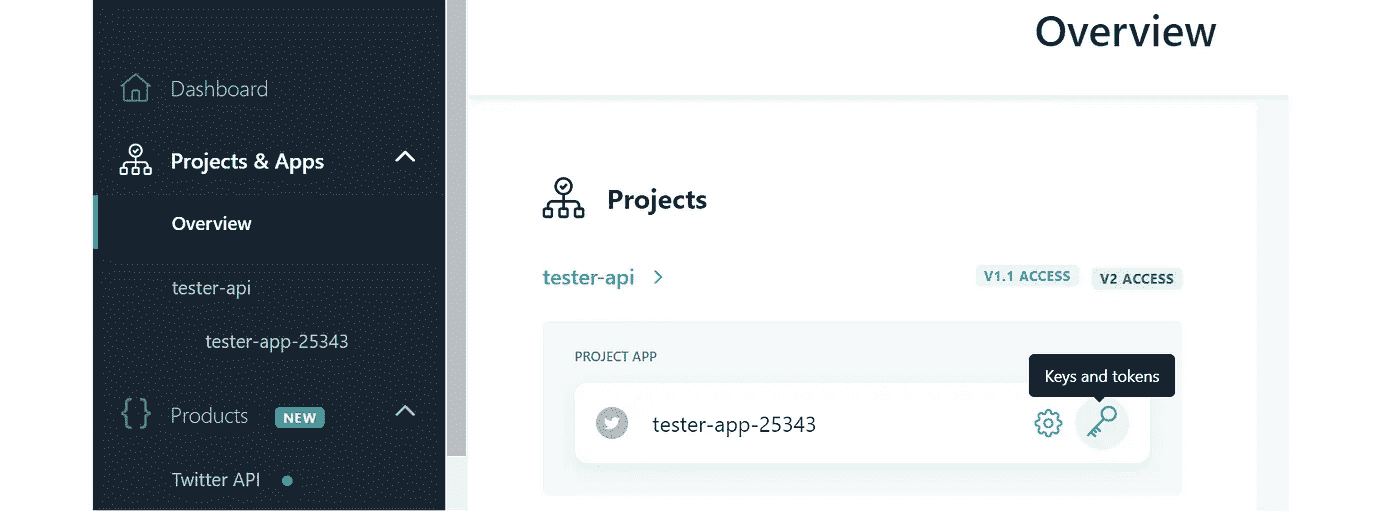 Dashboard
Projects & Apps
Overview
tester-api
tester-app-25343
Products NEW
Twitter API
Overview
Projects
tester-api
V1.1 ACCESS V2 ACCESS
PROJECT APP
Keys and tokens
tester-app-25343